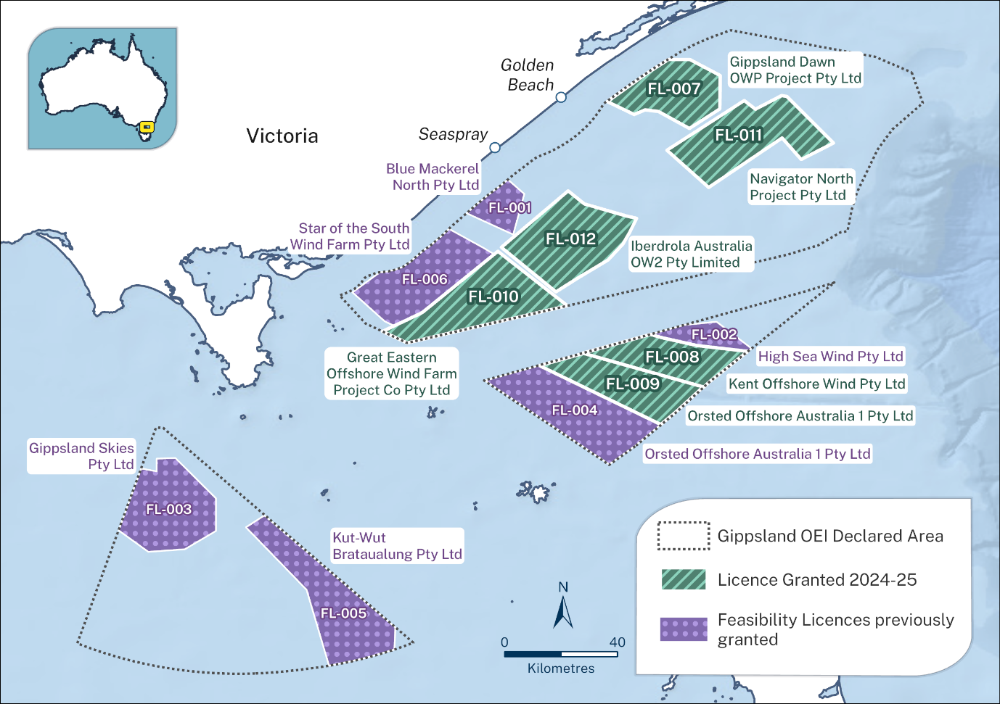 Golden
Beach
Gippsland Dawn
OWP Project Pty Ltd
FL-007
Victoria
Seaspray
FL-011
Blue Mackerel
North Pty Ltd
Navigator North
Project Pty Ltd
FL-001
Star of the South
Wind Farm Pty Ltd
FL-012
Iberdrola Australia
OW2 Pty Limited
FL-006
FL-010
FL-002
Great Eastern
Offshore Wind Farm
Project Co Pty Ltd
FL-008
High Sea Wind Pty Ltd
FL-009
Kent Offshore Wind Pty Ltd
FL-004
Orsted Offshore Australia 1 Pty Ltd
Orsted Offshore Australia 1 Pty Ltd
Gippsland Skies
Pty Ltd
FL-003
Kut-Wut
Brataualung Pty Ltd
FL-005
N
0 40
Kilometres
Gippsland OEI Declared Area
Licence Granted 2024-25
Feasibility Licences previously
granted